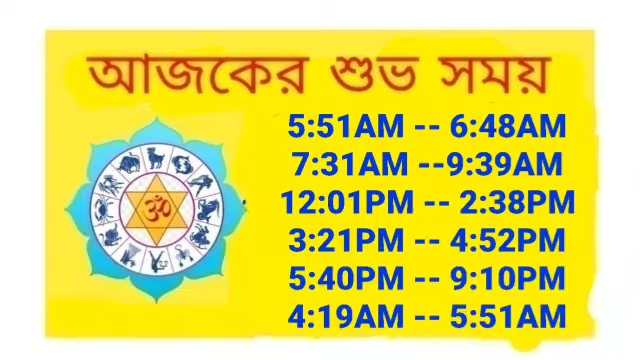 আজকের শুভ সময়
5:51AM -- 6:48AM
7:31AM --9:39AM
12:01PM -- 2:38PM
3:21PM -- 4:52PM
5:40PM -- 9:10PM
4:19AM -- 5:51AM
ॐ